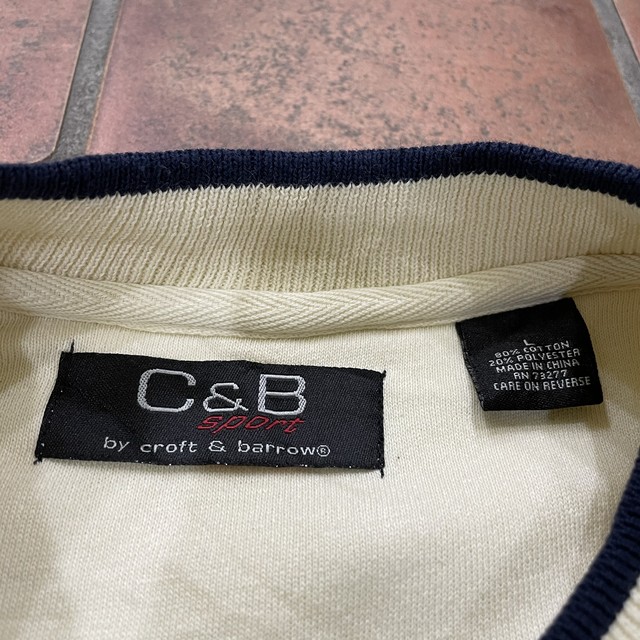 C&B
sport
by croft & barrow®
L
80% COTTON
20% POLYESTER
MADE IN CHINA
RN 73277
CARE ON REVERSE